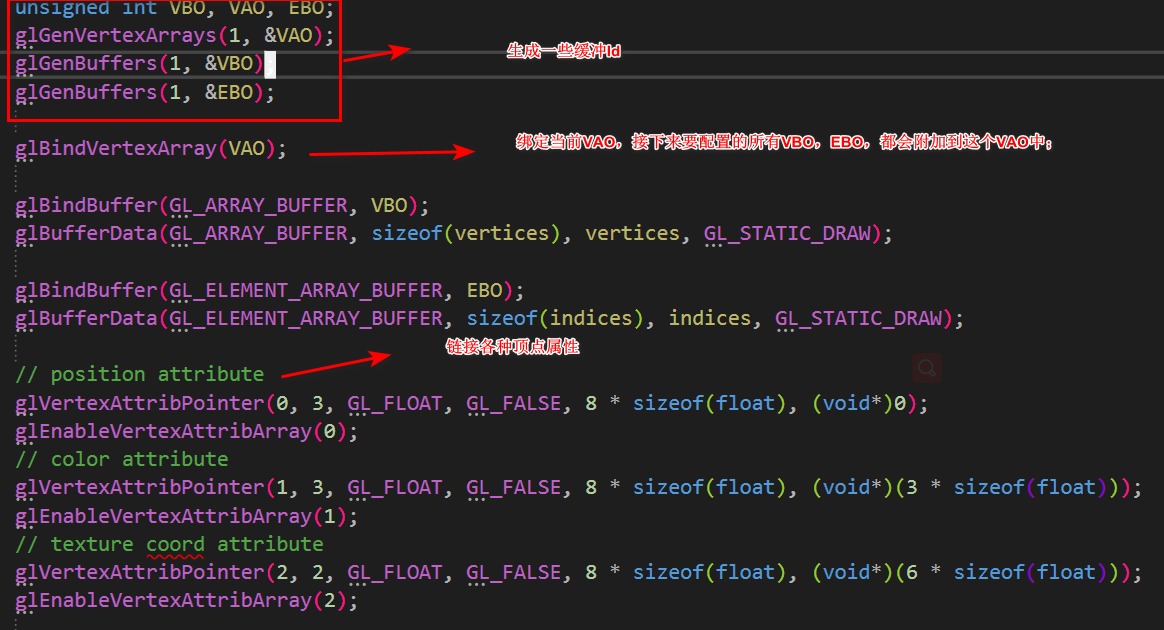 unsigned int VBO, VAO, EBO;
glGenVertexArrays(1, &VAO);
glGenBuffers(1, &VBO);
生成一些缓冲Id
glGenBuffers(1, &EBO);
glBindVertexArray(VAO);
绑定当前VAO，接下来要配置的所有VBO，EBO，都会附加到这个VAO中；
glBindBuffer(GL_ARRAY_BUFFER, VBO);
glBufferData(GL_ARRAY_BUFFER, sizeof(vertices), vertices, GL_STATIC_DRAW);
glBindBuffer(GL_ELEMENT_ARRAY_BUFFER, EBO);
glBufferData(GL_ELEMENT_ARRAY_BUFFER, sizeof(indices), indices, GL_STATIC_DRAW);
链接各种顶点属性
// position attribute
glVertexAttribPointer(0, 3, GL_FLOAT, GL_FALSE, 8 * sizeof(float), (void*)0);
glEnableVertexAttribArray(0);
// color attribute
glVertexAttribPointer(1, 3, GL_FLOAT, GL_FALSE, 8 * sizeof(float), (void*)(3 * sizeof(float)));
glEnableVertexAttribArray(1);
// texture coord attribute
glVertexAttribPointer(2, 2, GL_FLOAT, GL_FALSE, 8 * sizeof(float), (void*)(6 * sizeof(float)));
glEnableVertexAttribArray(2);